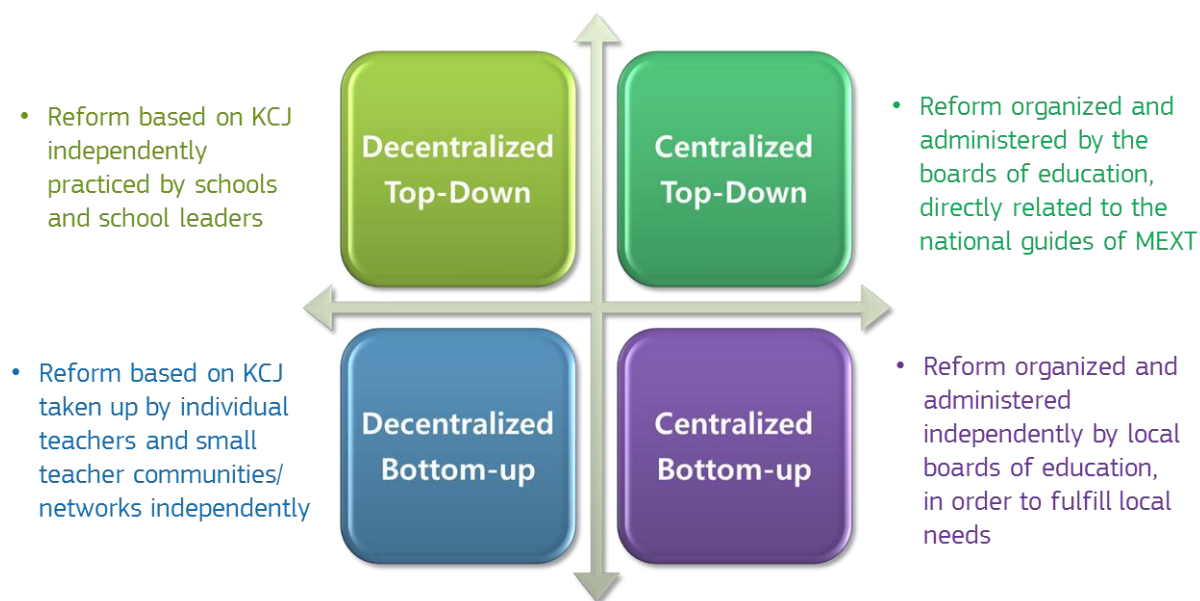 • Reform based on KCJ
independently
practiced by schools
and school leaders
Decentralized
Top-Down
Centralized
Top-Down
• Reform organized and
administered by the
boards of education,
directly related to the
national guides of MEXT
• Reform based on KCJ
taken up by individual
teachers and small
teacher communities/
networks independently
Decentralized
Bottom-up
Centralized
Bottom-up
• Reform organized and
administered
independently by local
boards of education,
in order to fulfill local
needs